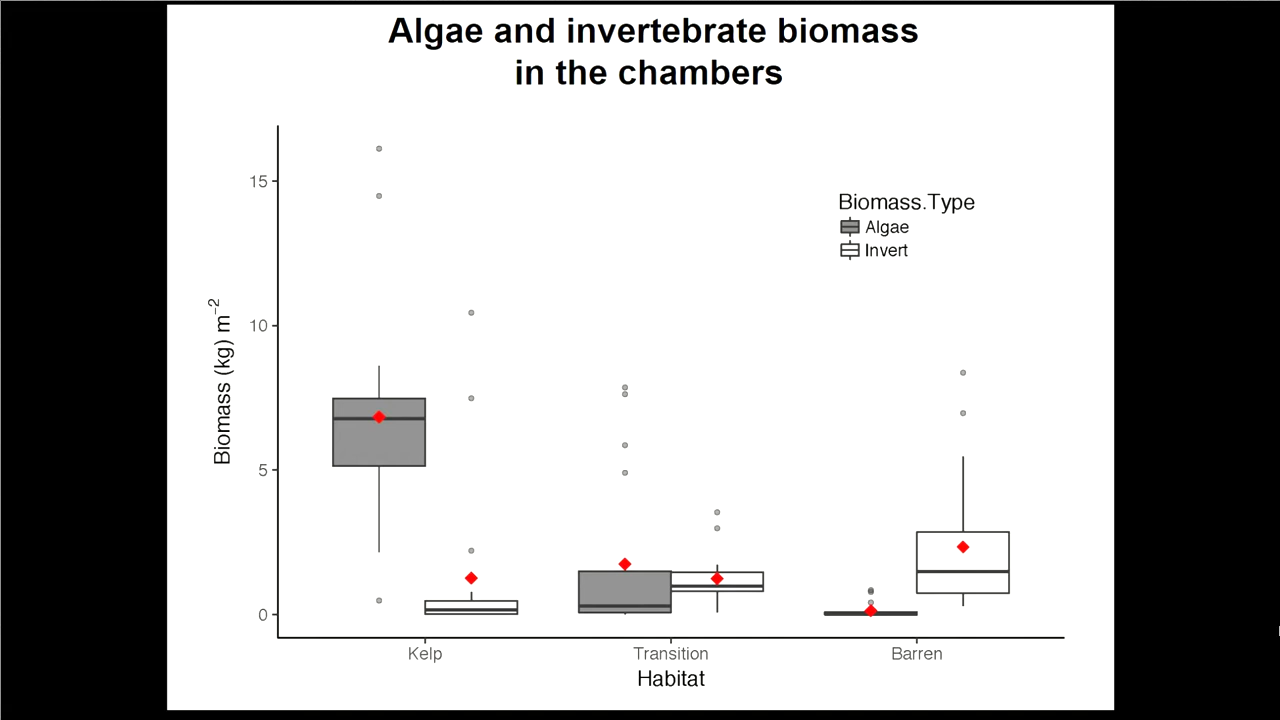 Algae and invertebrate biomass
in the chambers
15
10
5
0
Biomass (kg) m⁻²
Biomass.Type
Algae
Invert
Kelp
Transition
Barren
Habitat